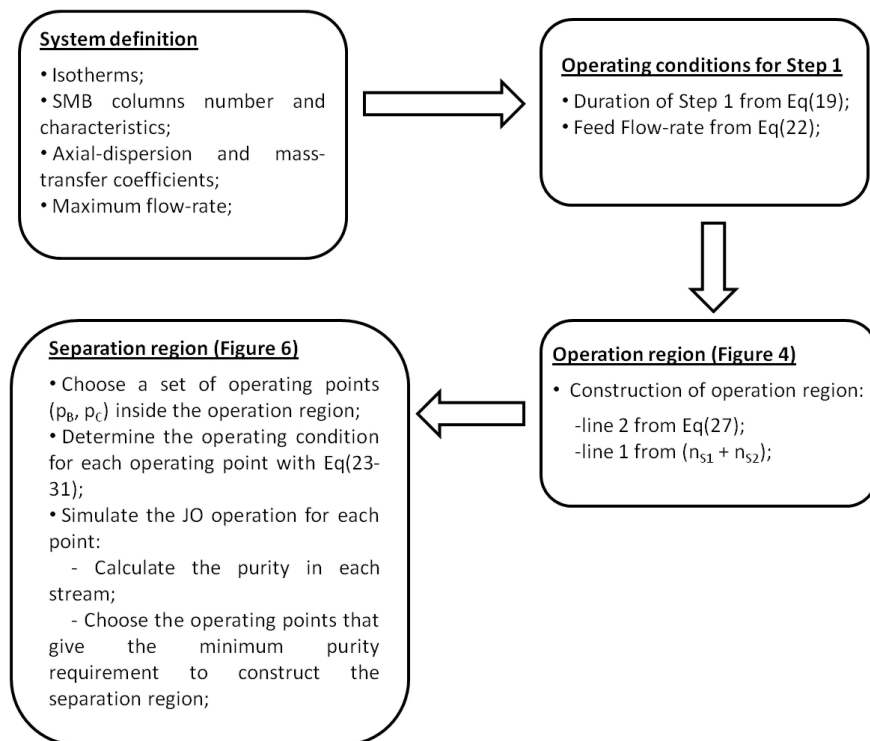 System definition
• Isotherms;
• SMB columns number and
characteristics;
• Axial-dispersion and mass-
transfer coefficients;
• Maximum flow-rate;
Operating conditions for Step 1
• Duration of Step 1 from Eq(19);
• Feed Flow-rate from Eq(22);
Operation region (Figure 4)
• Construction of operation region:
-line 2 from Eq(27);
-line 1 from (nS1 + nS2);
Separation region (Figure 6)
• Choose a set of operating points
(pB, pC) inside the operation region;
• Determine the operating condition
for each operating point with Eq(23-
31);
• Simulate the JO operation for each
point:
- Calculate the purity in each
stream;
- Choose the operating points that
give the minimum purity
requirement to construct the
separation region;